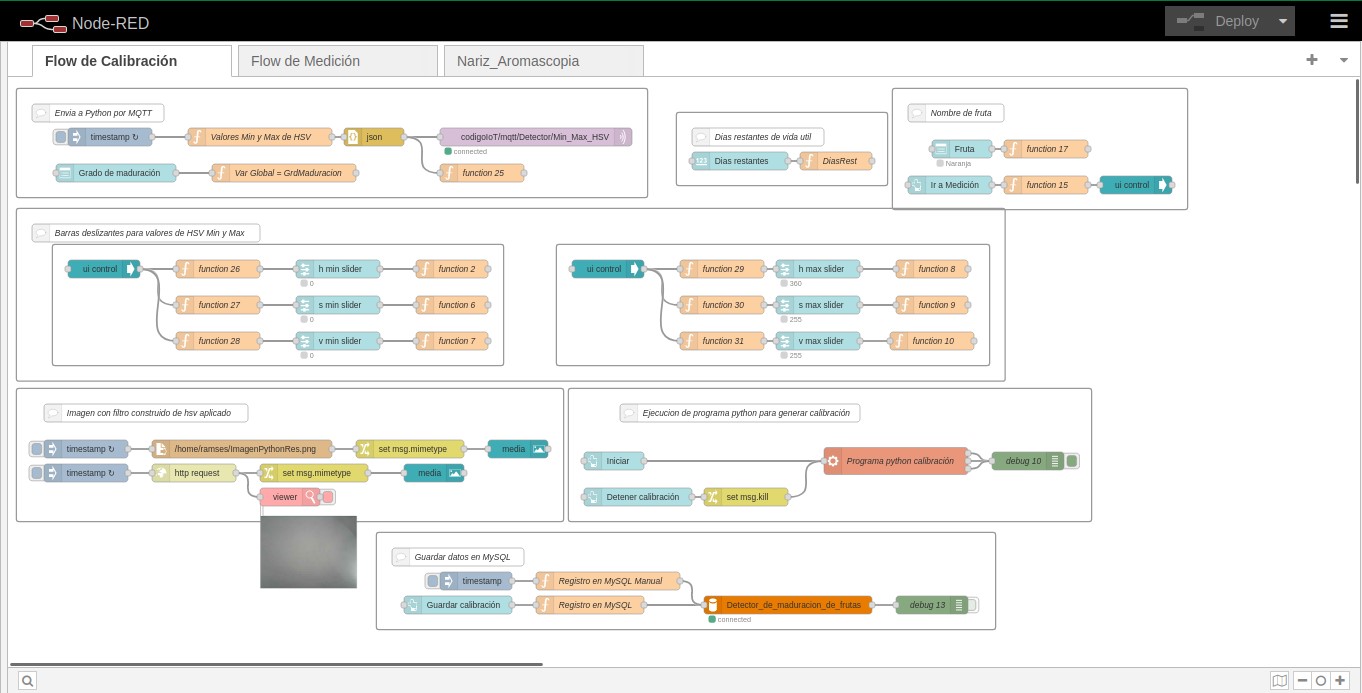 Node-RED
Deploy
Flow de Calibración
Flow de Medición
Nariz_Aromascopia
Envia a Python por MQTT
timestamp ↻
Valores Min y Max de HSV
json
codigoIoT/mqtt/Detector/Min_Max_HSV
connected
Grado de maduración
Var Global = GrdMaduracion
function 25
Dias restantes de vida util
123
Dias restantes
DiasRest
Nombre de fruta
Fruta
function 17
Naranja
Ir a Medición
function 15
ui control
Barras deslizantes para valores de HSV Min y Max
ui control
function 26
h min slider
function 2
0
function 27
s min slider
function 6
0
function 28
v min slider
function 7
0
ui control
function 29
h max slider
function 8
360
function 30
s max slider
function 9
255
function 31
v max slider
function 10
255
Imagen con filtro construido de hsv aplicado
timestamp ↻
/home/ramses/ImagenPythonRes.png
set msg.mimetype
media
timestamp ↻
http request
set msg.mimetype
media
viewer
Ejecucion de programa python para generar calibración
Iniciar
Programa python calibración
debug 10
Detener calibración
set msg.kill
Guardar datos en MySQL
timestamp
Registro en MySQL Manual
Guardar calibración
Registro en MySQL
Detector_de_maduracion_de_frutas
debug 13
connected